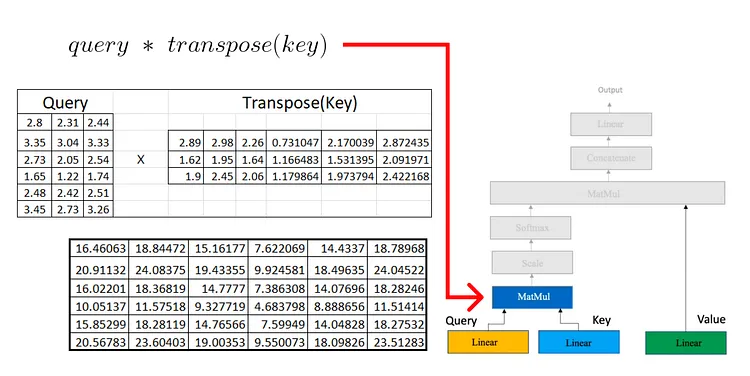 query * transpose(key)
Query Transpose(Key)
2.8 2.31 2.44
3.35 3.04 3.33 2.89 2.98 2.26 0.731047 2.170039 2.872435
2.73 2.05 2.54 X 1.62 1.95 1.64 1.166483 1.531395 2.091971
1.65 1.22 1.74 1.9 2.45 2.06 1.179864 1.973794 2.422168
2.48 2.42 2.51
3.45 2.73 3.26
16.46063 18.84472 15.16177 7.622069 14.4337 18.78968
20.91132 24.08375 19.43355 9.924581 18.49635 24.04522
16.02201 18.36819 14.7777 7.386308 14.07696 18.28246
10.05137 11.57518 9.327719 4.683798 8.888656 11.51414
15.85299 18.28119 14.76566 7.59949 14.04828 18.27532
20.56783 23.60403 19.00353 9.550073 18.09826 23.51283
Output
Linear
Concatenate
MatMul
Softmax
Scale
MatMul
Query Key Value
Linear Linear Linear